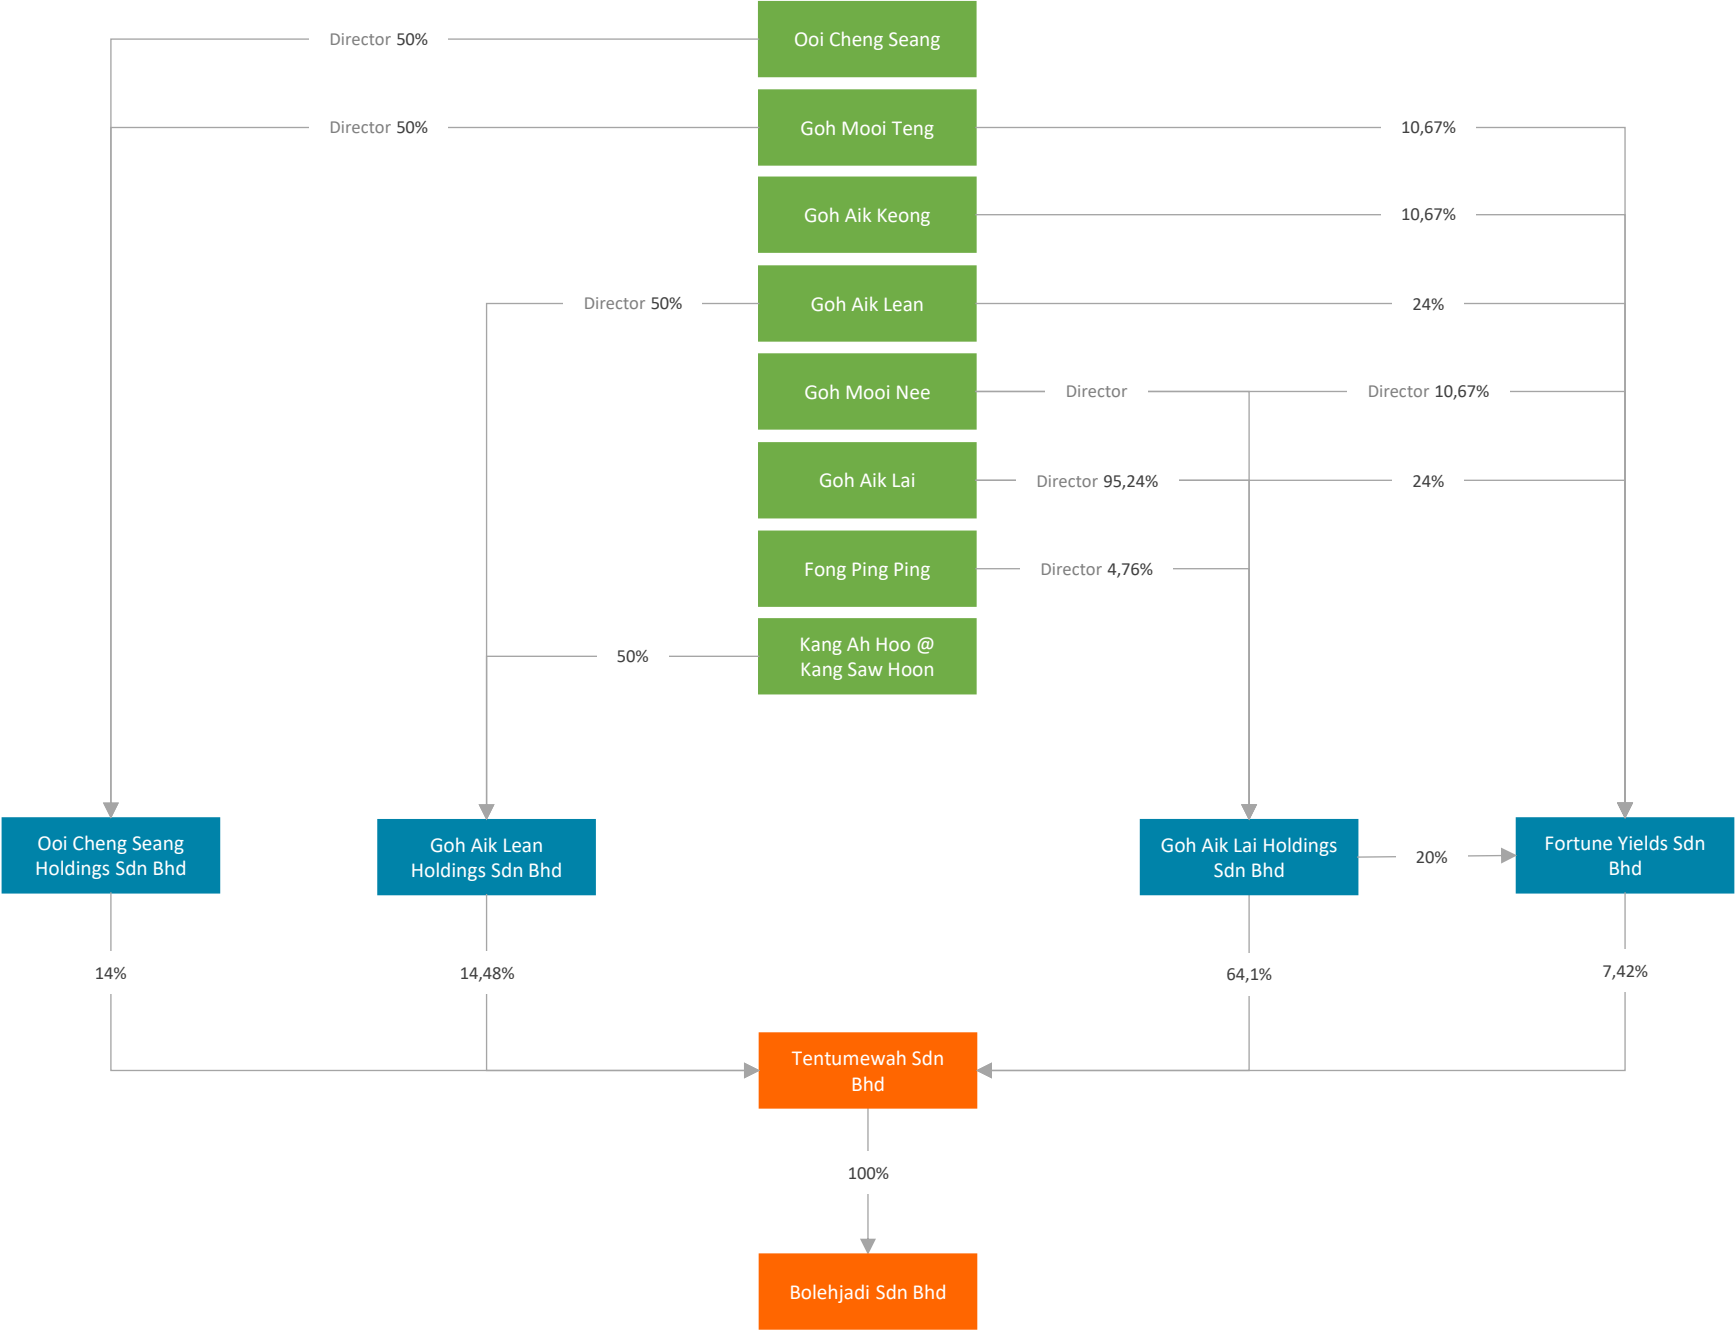 Ooi Cheng Seang
Director 50%
Goh Mooi Teng
Director 50%
10,67%
Goh Aik Keong
10,67%
Goh Aik Lean
Director 50%
24%
Goh Mooi Nee
Director
Director 10,67%
Goh Aik Lai
Director 95,24%
24%
Fong Ping Ping
Director 4,76%
Kang Ah Hoo @
Kang Saw Hoon
50%
Ooi Cheng Seang
Holdings Sdn Bhd
Goh Aik Lean
Holdings Sdn Bhd
Goh Aik Lai Holdings
Sdn Bhd
20%
Fortune Yields Sdn
Bhd
14%
14,48%
64,1%
7,42%
Tentumewah Sdn
Bhd
100%
Bolehjadi Sdn Bhd